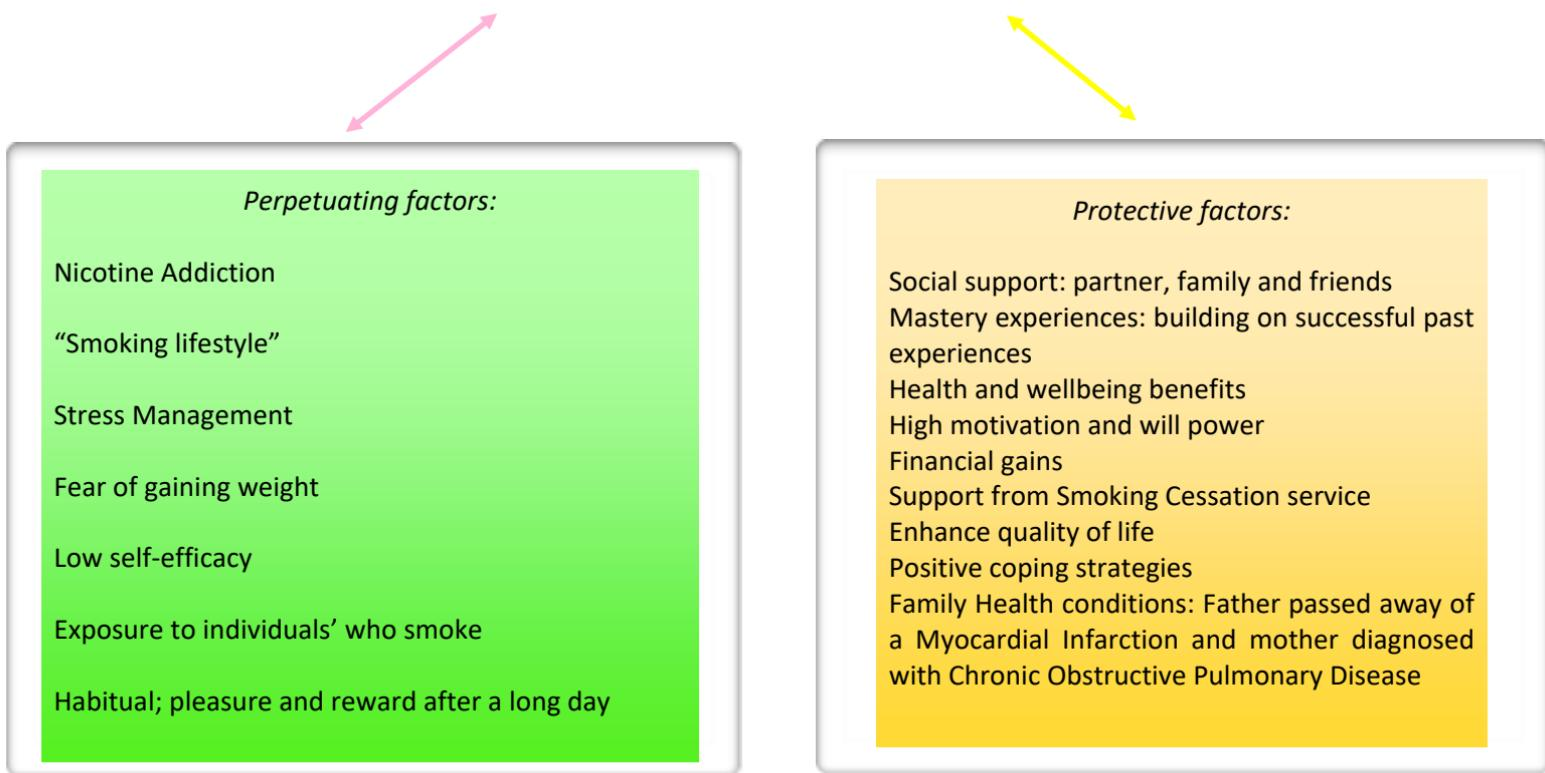 Perpetuating factors:
Nicotine Addiction
“Smoking lifestyle”
Stress Management
Fear of gaining weight
Low self-efficacy
Exposure to individuals’ who smoke
Habitual; pleasure and reward after a long day
Protective factors:
Social support: partner, family and friends
Mastery experiences: building on successful past
experiences
Health and wellbeing benefits
High motivation and will power
Financial gains
Support from Smoking Cessation service
Enhance quality of life
Positive coping strategies
Family Health conditions: Father passed away of
a Myocardial Infarction and mother diagnosed
with Chronic Obstructive Pulmonary Disease